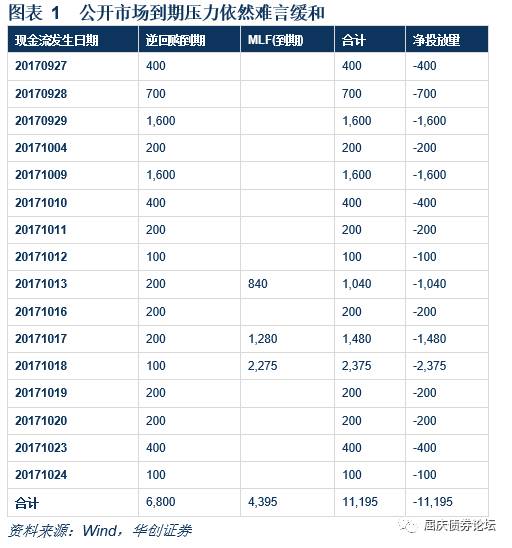 图表 1 公开市场到期压力依然难言缓和
现金流发生日期 逆回购到期 MLF(到期) 合计 净投放量
20170927 400 400 -400
20170928 700 700 -700
20170929 1,600 1,600 -1,600
20171004 200 200 -200
20171009 1,600 1,600 -1,600
20171010 400 400 -400
20171011 200 200 -200
20171012 100 100 -100
20171013 200 840 1,040 -1,040
20171016 200 200 -200
20171017 200 1,280 1,480 -1,480
20171018 100 2,275 2,375 -2,375
20171019 200 200 -200
20171020 200 200 -200
20171023 400 400 -400
20171024 100 100 -100
合计 6,800 4,395 11,195 -11,195
资料来源：Wind，华创证券
屈庆债券论坛